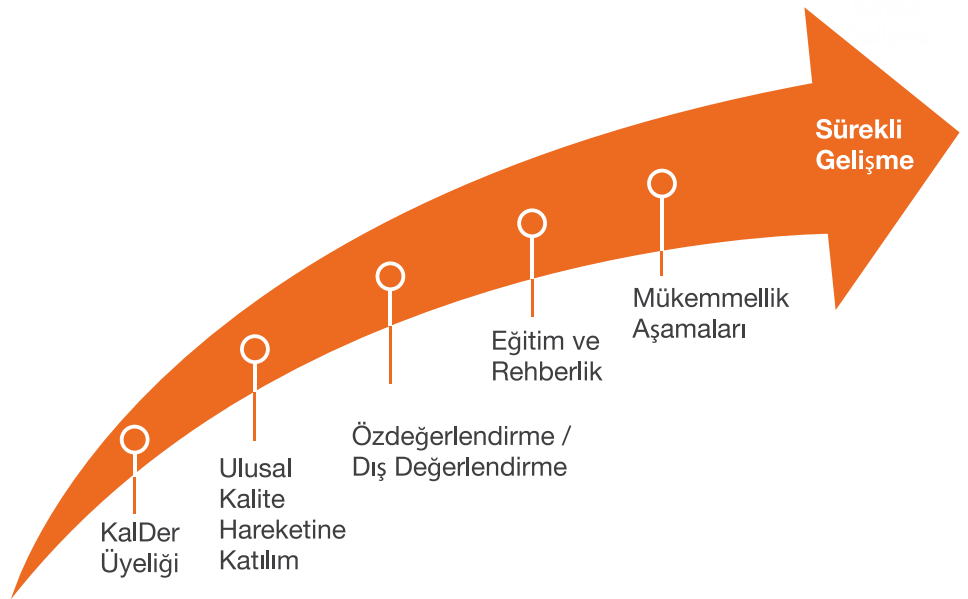 Sürekli
Gelişme
Mükemmellik
Aşamaları
Eğitim ve
Rehberlik
Özdeğerlendirme /
Dış Değerlendirme
Ulusal
Kalite
Hareketine
Katılım
KalDer
Üyeliği